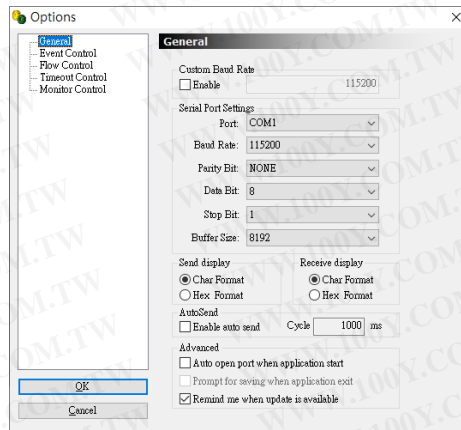 Options
General
Event Control
Flow Control
Timeout Control
Monitor Control
OK
Cancel
General
Custom Baud Rate
Enable 115200
Serial Port Settings
Port: COM1
Baud Rate: 115200
Parity Bit: NONE
Data Bit: 8
Stop Bit: 1
Buffer Size: 8192
Send display
Char Format
Hex Format
Receive display
Char Format
Hex Format
AutoSend
Enable auto send Cycle 1000 ms
Advanced
Auto open port when application start
Prompt for saving when application exit
Remind me when update is available
WWW.100Y.COM.TW